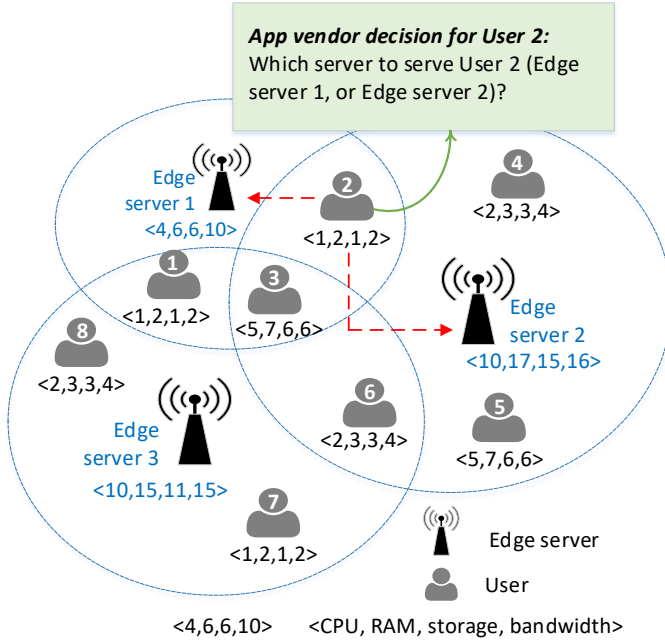 App vendor decision for User 2:
Which server to serve User 2 (Edge
server 1, or Edge server 2)?
4
<2,3,3,4>
Edge
server 1
<4,6,6,10>
2
<1,2,1,2>
1
<1,2,1,2>
3
<5,7,6,6>
Edge
server 2
<10,17,15,16>
8
<2,3,3,4>
6
<2,3,3,4>
5
<5,7,6,6>
Edge
server 3
<10,15,11,15>
7
<1,2,1,2>
Edge server
User
<4,6,6,10> <CPU, RAM, storage, bandwidth>